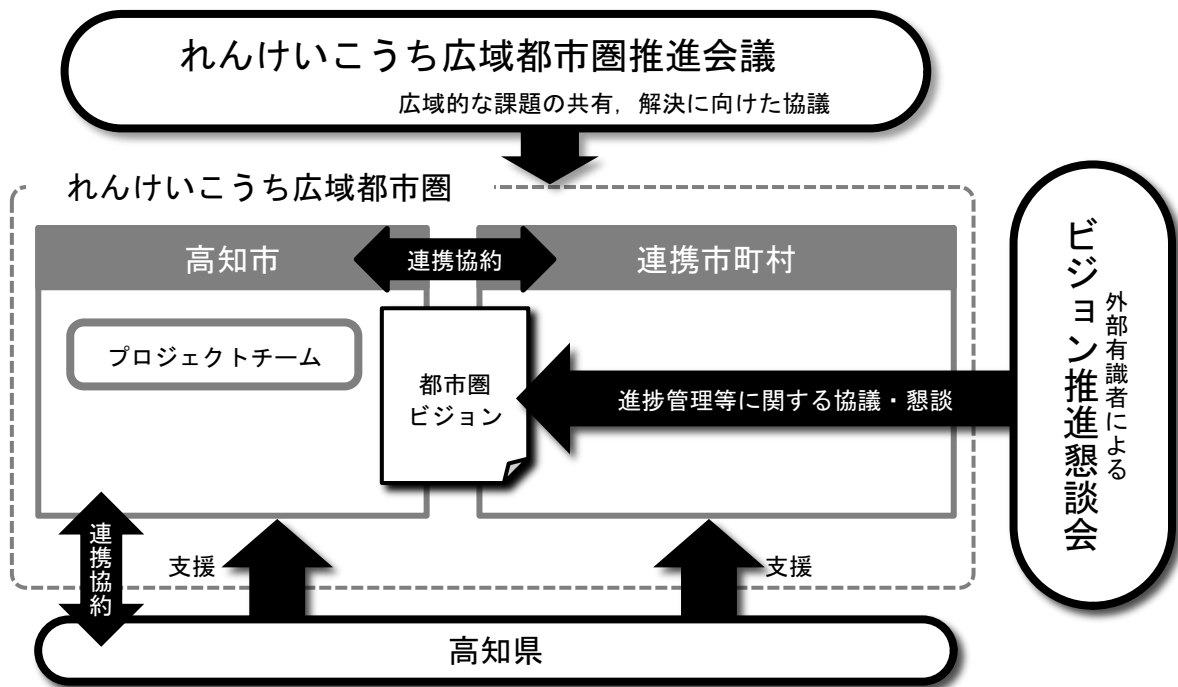 れんけいこうち広域都市圏推進会議
広域的な課題の共有，解決に向けた協議
れんけいこうち広域都市圏
高知市
連携協約
連携市町村
プロジェクトチーム
都市圏
ビジョン
進捗管理等に関する協議・懇談
外部有識者による
ビジョン推進懇談会
連携協約
支援
支援
高知県